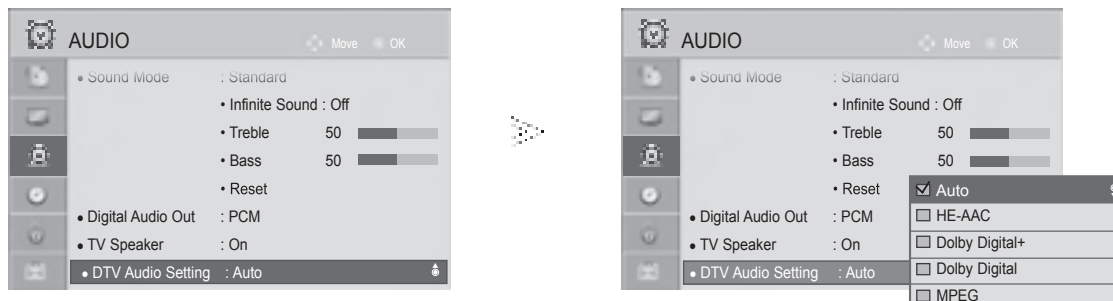 AUDIO
Move OK
• Sound Mode : Standard
• Infinite Sound : Off
• Treble 50
• Bass 50
• Reset
• Digital Audio Out : PCM
• TV Speaker : On
• DTV Audio Setting : Auto
AUDIO
Move OK
• Sound Mode : Standard
• Infinite Sound : Off
• Treble 50
• Bass 50
• Reset
• Digital Audio Out : PCM
• TV Speaker : On
• DTV Audio Setting : Auto
Auto
HE-AAC
Dolby Digital+
Dolby Digital
MPEG